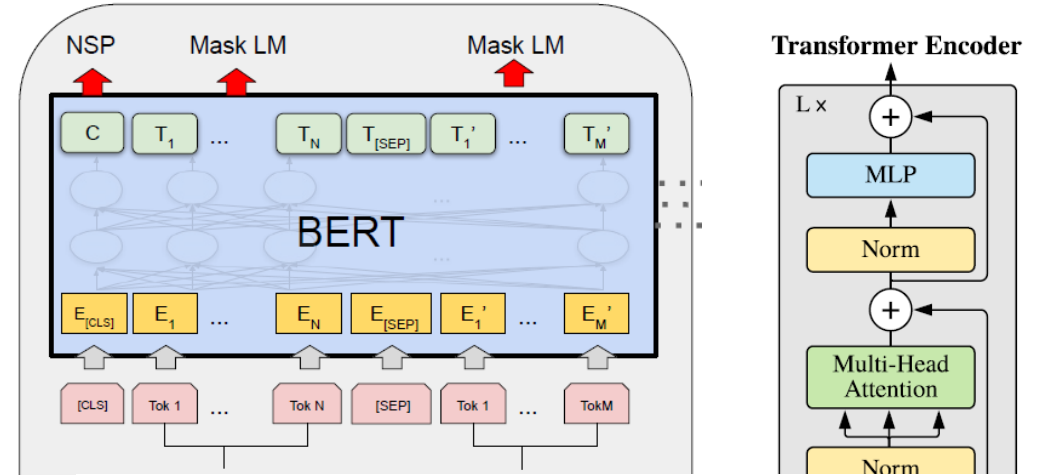 NSP Mask LM Mask LM
C T1 ... TN T[SEP] T1’ ... TM’
...
BERT
...
E[CLS] E1 ... EN E[SEP] E1’ ... EM’
[CLS] Tok 1 ... Tok N [SEP] Tok 1 ... TokM
Transformer Encoder
L ×
+
MLP
Norm
+
Multi-Head
Attention
Norm